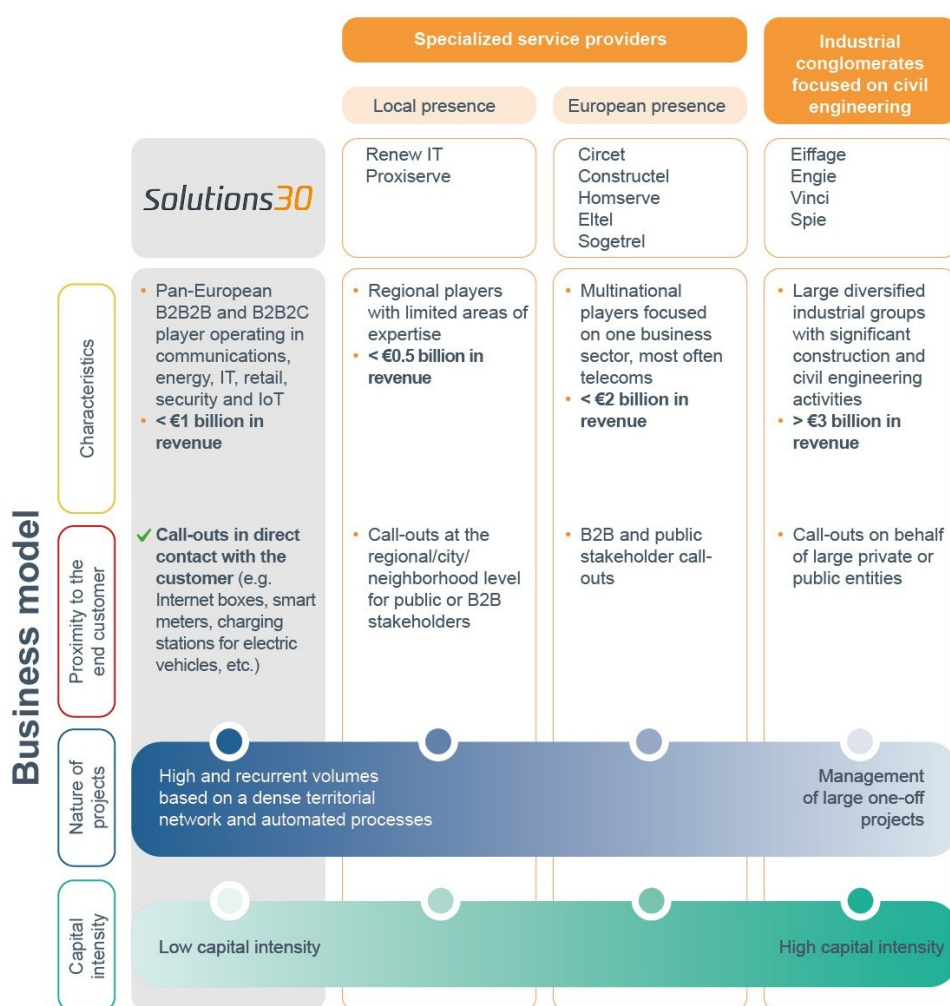 Specialized service providers
Industrial
conglomerates
focused on civil
engineering
Local presence
European presence
Solutions30
Renew IT
Proxiserve
Circet
Constructel
Homserve
Eltel
Sogetrel
Eiffage
Engie
Vinci
Spie
Business model
Characteristics
• Pan-European
B2B2B and B2B2C
player operating in
communications,
energy, IT, retail,
security and IoT
• < €1 billion in
revenue
• Regional players
with limited areas of
expertise
• < €0.5 billion in
revenue
• Multinational
players focused
on one business
sector, most often
telecoms
• < €2 billion in
revenue
• Large diversified
industrial groups
with significant
construction and
civil engineering
activities
• > €3 billion in revenue
Proximity to the
end customer
✓ Call-outs in direct
contact with the
customer (e.g.
Internet boxes, smart
meters, charging
stations for electric
vehicles, etc.)
• Call-outs at the
regional/city/
neighborhood level
for public or B2B
stakeholders
• B2B and public
stakeholder call-
outs
• Call-outs on behalf
of large private or
public entities
Nature of
projects
High and recurrent volumes
based on a dense territorial
network and automated processes
Management
of large one-off
projects
Capital
intensity
Low capital intensity
High capital intensity